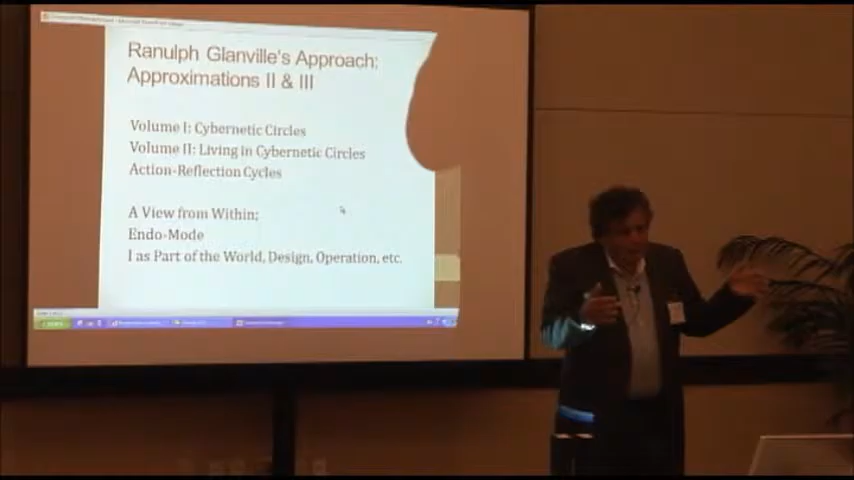 Ranulph Glanville's Approach:
Approximations II & III
Volume I: Cybernetic Circles
Volume II: Living in Cybernetic Circles
Action-Reflection Cycles
A View from Within;
Endo-Mode
I as Part of the World, Design, Operation, etc.